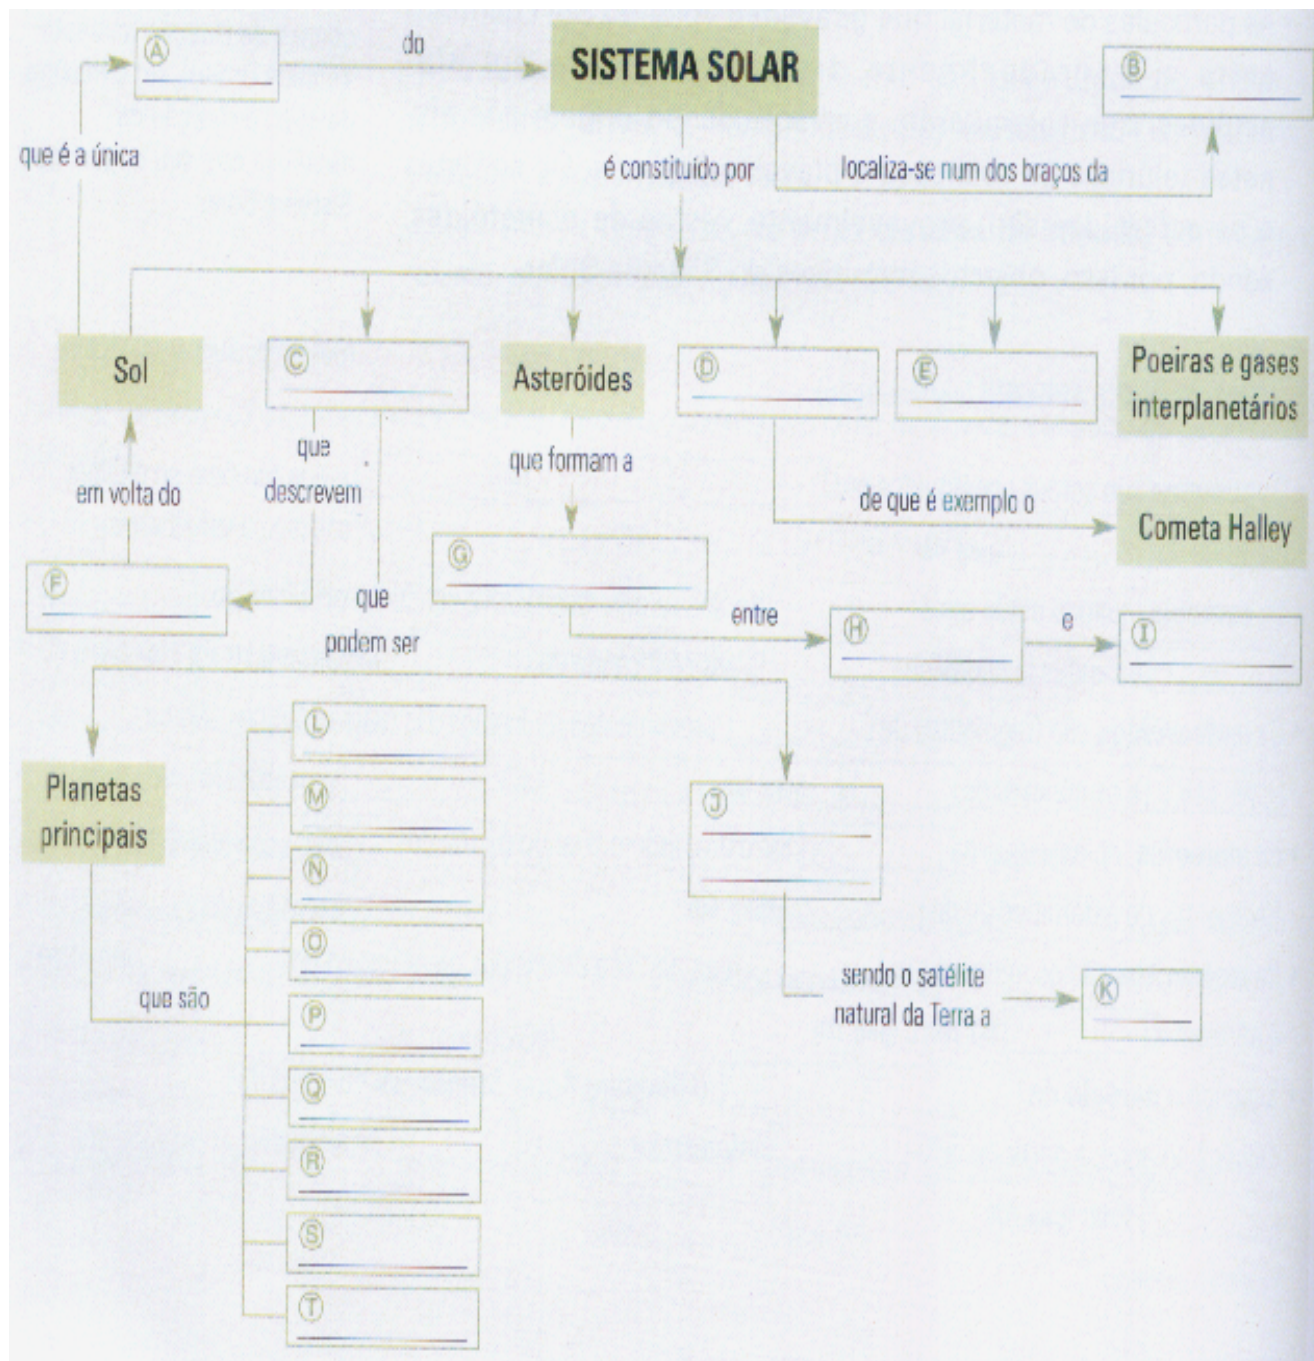 A
do
SISTEMA SOLAR
B
que é a única
é constituído por
localiza-se num dos braços da
Sol
C
Asteróides
D
E
Poeiras e gases
interplanetários
que
descrevem
que formam a
em volta do
de que é exemplo o
Cometa Halley
F
G
que
podem ser
entre
H
e
I
Planetas
principais
L
M
N
O
P
Q
R
S
T
que são
J
sendo o satélite
natural da Terra a
K